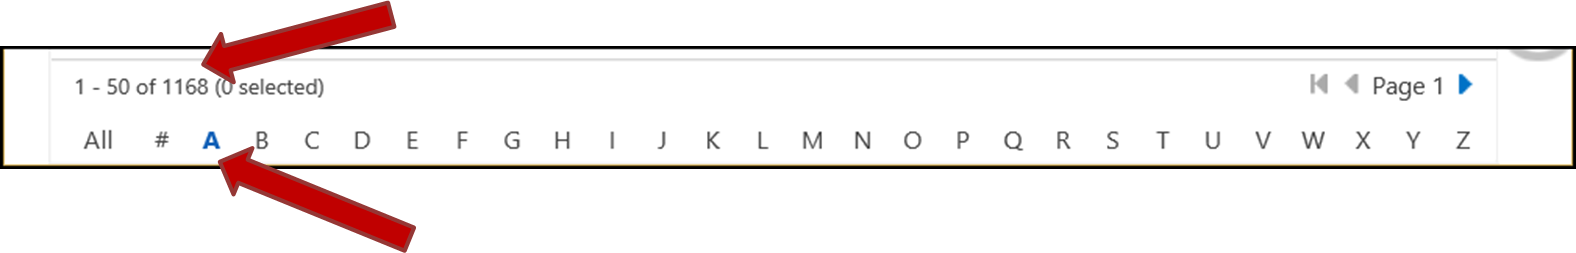 1 - 50 of 1168 (0 selected) Page 1
All # A B C D E F G H I J K L M N O P Q R S T U V W X Y Z